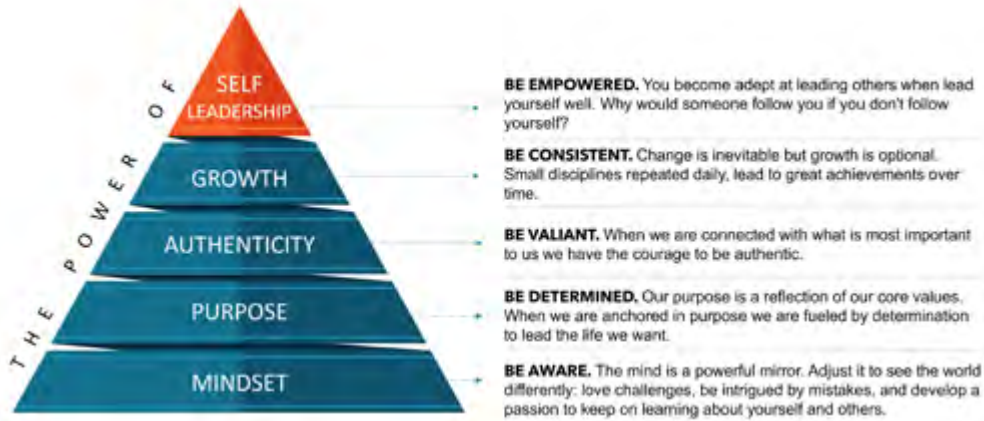 THE POWER OF
SELF
LEADERSHIP
BE EMPOWERED. You become adept at leading others when lead
yourself well. Why would someone follow you if you don't follow
yourself?
GROWTH
BE CONSISTENT. Change is inevitable but growth is optional.
Small disciplines repeated daily, lead to great achievements over
time.
AUTHENTICITY
BE VALIANT. When we are connected with what is most important
to us we have the courage to be authentic.
PURPOSE
BE DETERMINED. Our purpose is a reflection of our core values.
When we are anchored in purpose we are fueled by determination
to lead the life we want.
MINDSET
BE AWARE. The mind is a powerful mirror. Adjust it to see the world
differently: love challenges, be intrigued by mistakes, and develop a
passion to keep on learning about yourself and others.